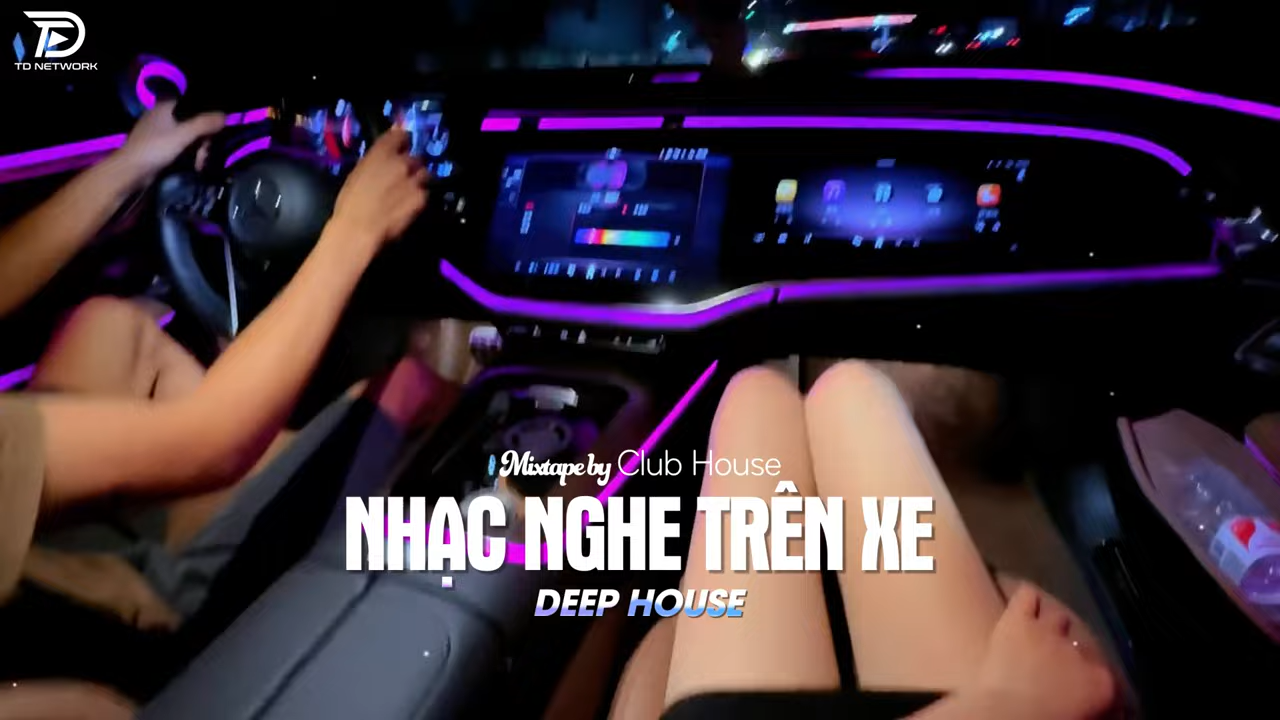 TD NETWORK
Mixtape by Club House
NHẠC NGHE TRÊN XE
DEEP HOUSE